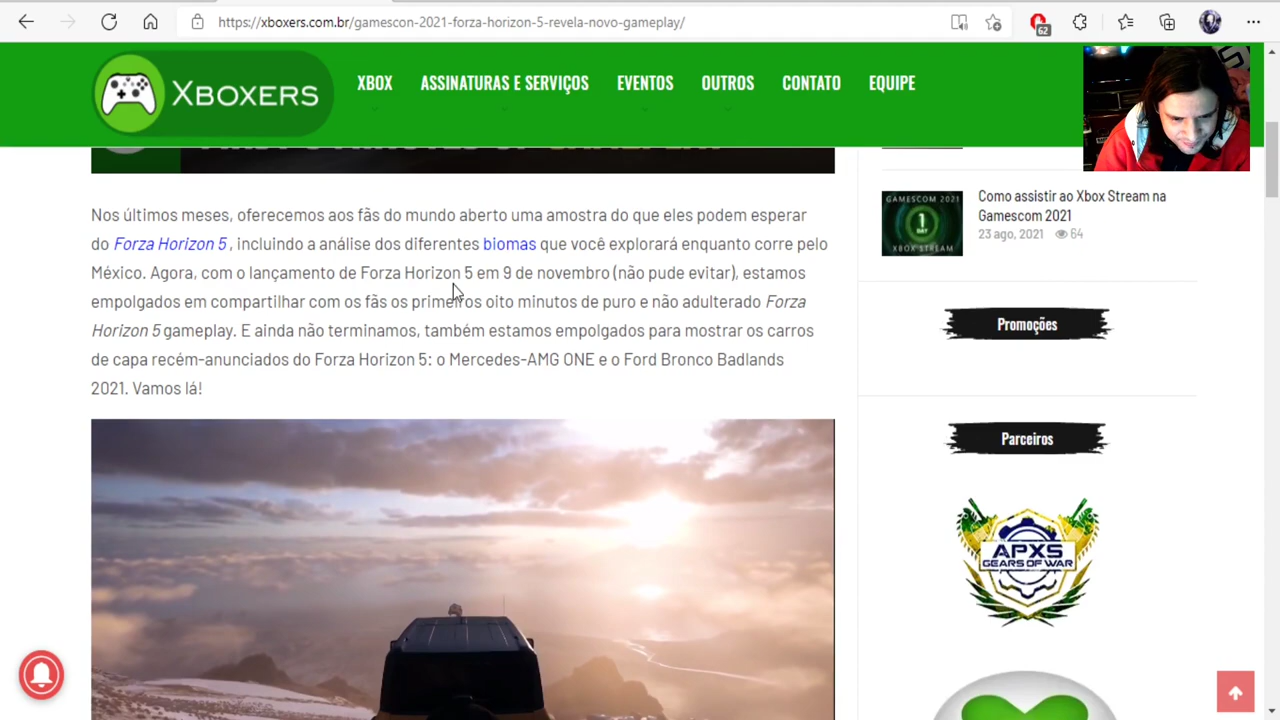 https://xboxers.com.br/gamescon-2021-forza-horizon-5-revela-novo-gameplay/
62
XBOXERS
XBOX
ASSINATURAS E SERVIÇOS
EVENTOS
OUTROS
CONTATO
EQUIPE
Nos últimos meses, oferecemos aos fãs do mundo aberto uma amostra do que eles podem esperar
do Forza Horizon 5 , incluindo a análise dos diferentes biomas que você explorará enquanto corre pelo
México. Agora, com o lançamento de Forza Horizon 5 em 9 de novembro (não pude evitar), estamos
empolgados em compartilhar com os fãs os primeiros oito minutos de puro e não adulterado Forza
Horizon 5 gameplay. E ainda não terminamos, também estamos empolgados para mostrar os carros
de capa recém-anunciados do Forza Horizon 5: o Mercedes-AMG ONE e o Ford Bronco Badlands
2021. Vamos lá!
GAMESCOM 2021
1
DAY
XBOX STREAM
Como assistir ao Xbox Stream na
Gamescom 2021
23 ago, 2021
64
Promoções
Parceiros
APXS
GEARS OF WAR